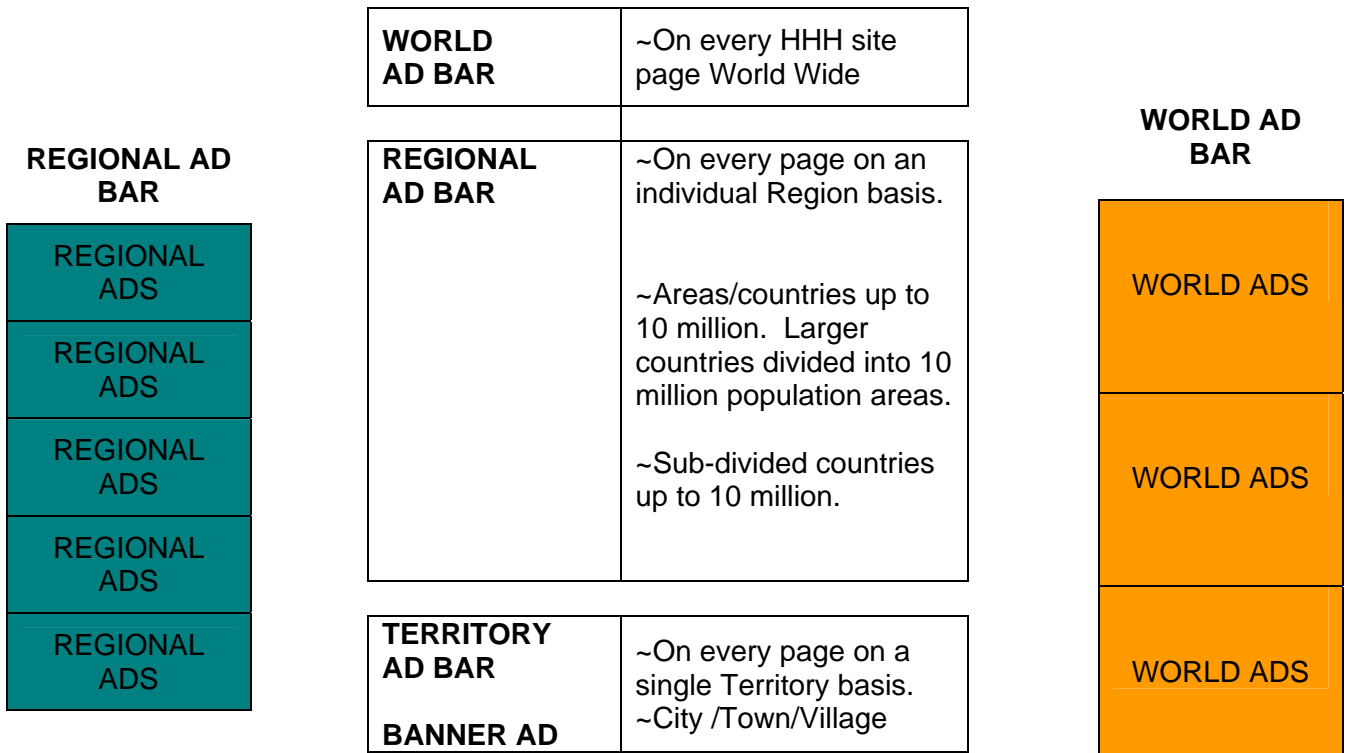 REGIONAL AD
BAR
REGIONAL
ADS
REGIONAL
ADS
REGIONAL
ADS
REGIONAL
ADS
REGIONAL
ADS
WORLD
AD BAR
~On every HHH site
page World Wide
REGIONAL
AD BAR
~On every page on an
individual Region basis.
~Areas/countries up to
10 million.  Larger
countries divided into 10
million population areas.
~Sub-divided countries
up to 10 million.
TERRITORY
AD BAR
BANNER AD
~On every page on a
single Territory basis.
~City /Town/Village
WORLD AD
BAR
WORLD ADS
WORLD ADS
WORLD ADS